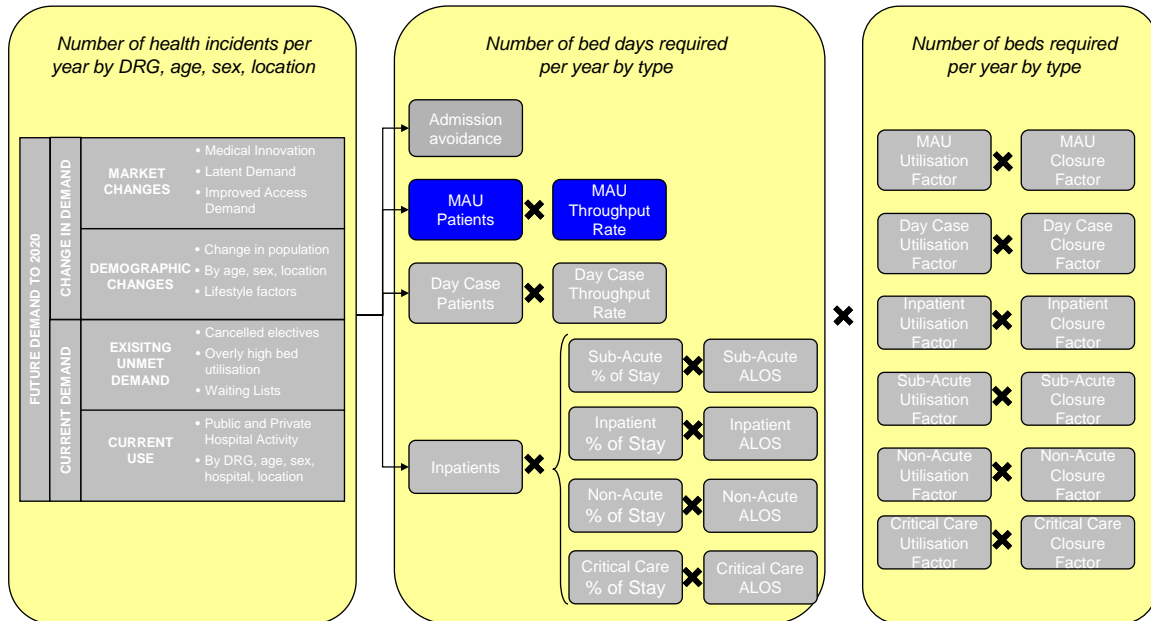 Number of health incidents per
year by DRG, age, sex, location
FUTURE DEMAND TO 2020
CHANGE IN DEMAND
MARKET
CHANGES
• Medical Innovation
• Latent Demand
• Improved Access
Demand
DEMOGRAPHIC
CHANGES
• Change in population
• By age, sex, location
• Lifestyle factors
CURRENT DEMAND
EXISITNG
UNMET
DEMAND
• Cancelled electives
• Overly high bed
utilisation
• Waiting Lists
CURRENT
USE
• Public and Private
Hospital Activity
• By DRG, age, sex,
hospital, location
Number of bed days required
per year by type
Admission
avoidance
MAU
Patients
MAU
Throughput
Rate
Day Case
Patients
Day Case
Throughput
Rate
Inpatients
Sub-Acute
% of Stay
Sub-Acute
ALOS
Inpatient
% of Stay
Inpatient
ALOS
Non-Acute
% of Stay
Non-Acute
ALOS
Critical Care
% of Stay
Critical Care
ALOS
Number of beds required
per year by type
MAU
Utilisation
Factor
MAU
Closure
Factor
Day Case
Utilisation
Factor
Day Case
Closure
Factor
Inpatient
Utilisation
Factor
Inpatient
Closure
Factor
Sub-Acute
Utilisation
Factor
Sub-Acute
Closure
Factor
Non-Acute
Utilisation
Factor
Non-Acute
Closure
Factor
Critical Care
Utilisation
Factor
Critical Care
Closure
Factor